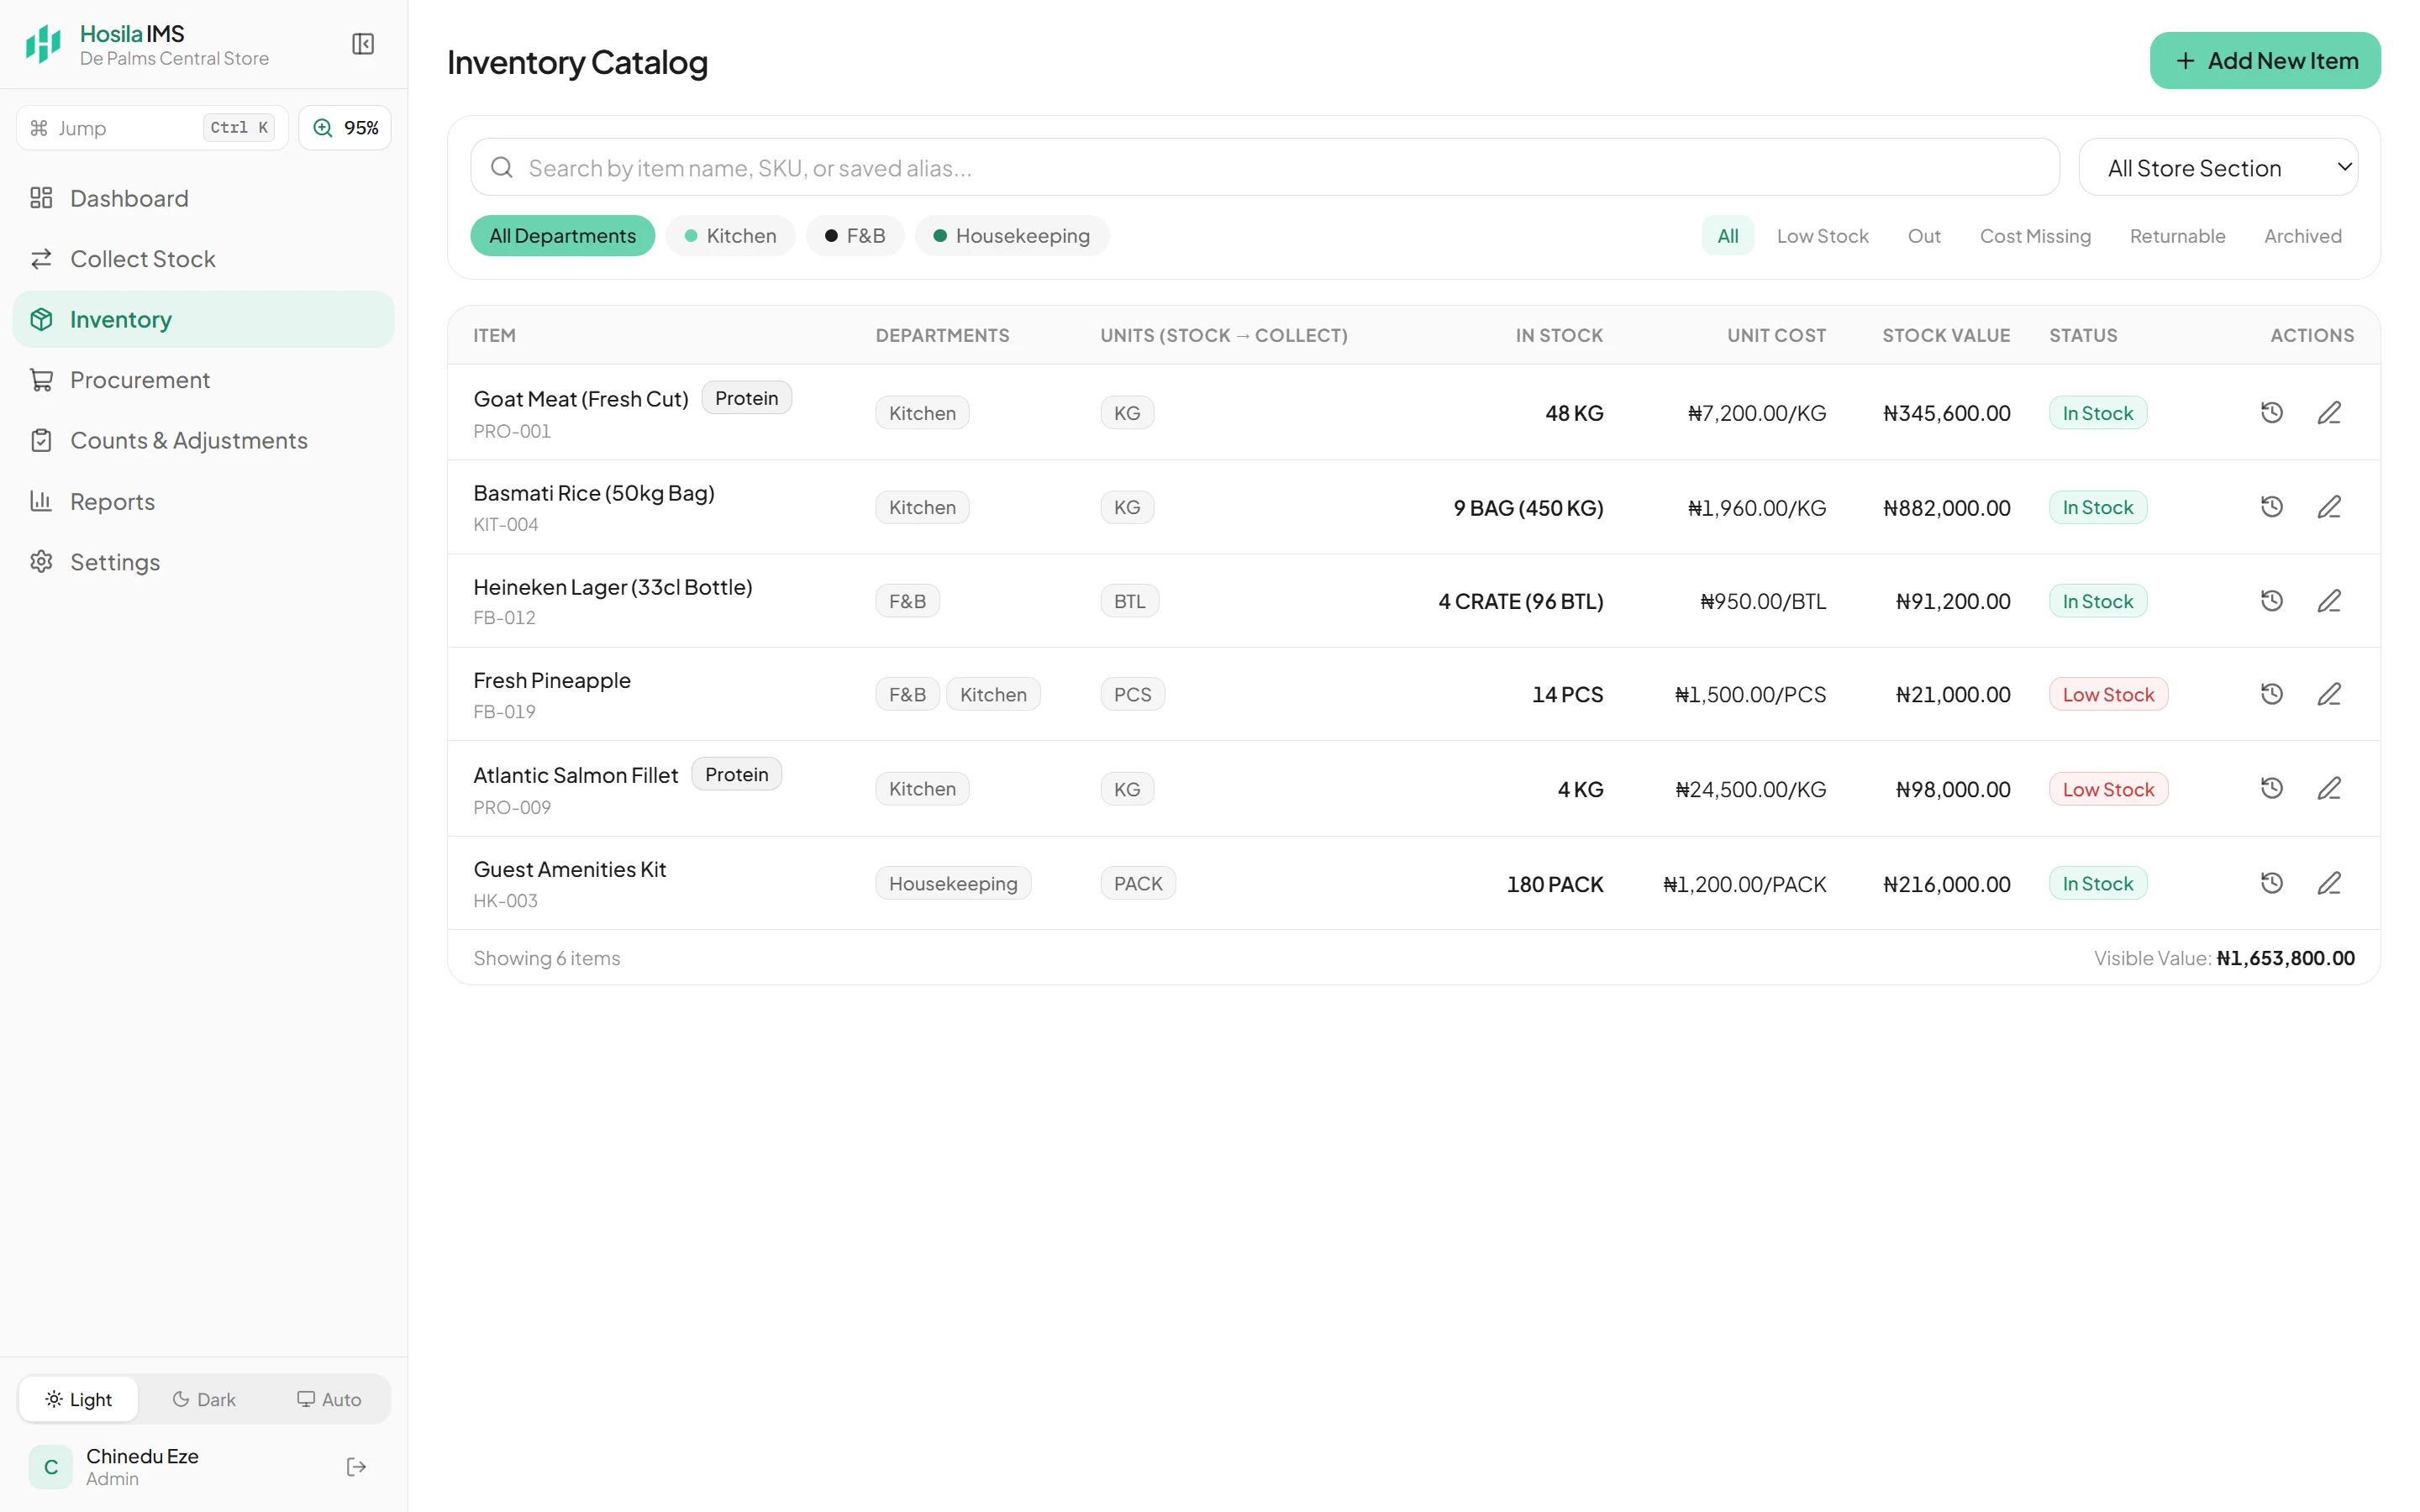 Hosila IMS
De Palms Central Store
Jump Ctrl K 95%
Dashboard
Collect Stock
Inventory
Procurement
Counts & Adjustments
Reports
Settings
Light Dark Auto
C Chinedu Eze
Admin
Inventory Catalog
+ Add New Item
Search by item name, SKU, or saved alias...
All Store Section
All Departments Kitchen F&B Housekeeping
All Low Stock Out Cost Missing Returnable Archived
ITEM DEPARTMENTS UNITS (STOCK → COLLECT) IN STOCK UNIT COST STOCK VALUE STATUS ACTIONS
Goat Meat (Fresh Cut) Protein
PRO-001
Kitchen KG 48 KG ₦7,200.00/KG ₦345,600.00 In Stock
Basmati Rice (50kg Bag)
KIT-004
Kitchen KG 9 BAG (450 KG) ₦1,960.00/KG ₦882,000.00 In Stock
Heineken Lager (33cl Bottle)
FB-012
F&B BTL 4 CRATE (96 BTL) ₦950.00/BTL ₦91,200.00 In Stock
Fresh Pineapple
FB-019
F&B Kitchen PCS 14 PCS ₦1,500.00/PCS ₦21,000.00 Low Stock
Atlantic Salmon Fillet Protein
PRO-009
Kitchen KG 4 KG ₦24,500.00/KG ₦98,000.00 Low Stock
Guest Amenities Kit
HK-003
Housekeeping PACK 180 PACK ₦1,200.00/PACK ₦216,000.00 In Stock
Showing 6 items
Visible Value: ₦1,653,800.00